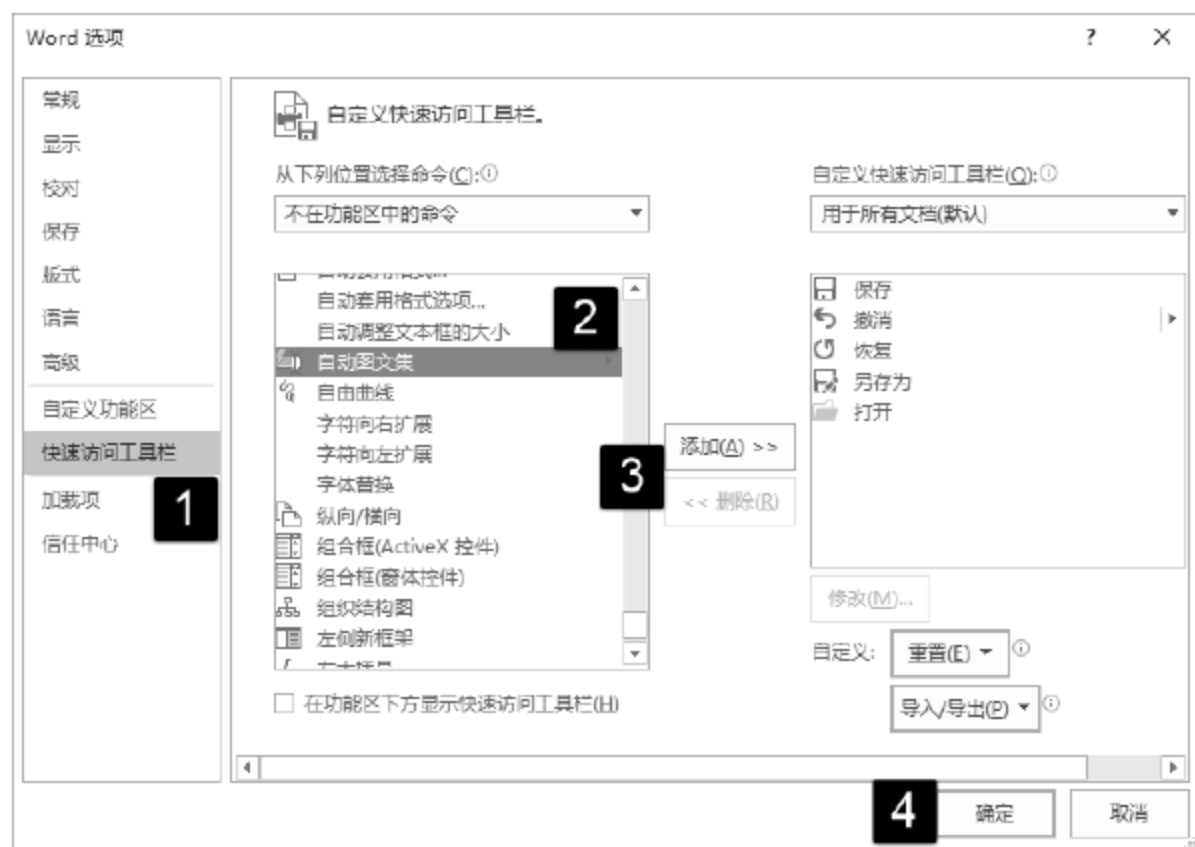 Word 选项
?
×
常规
显示
校对
保存
版式
语言
高级
自定义功能区
快速访问工具栏
加载项
信任中心
1
自定义快速访问工具栏。
从下列位置选择命令(C):
不在功能区中的命令
自动套用格式选项...
自动调整文本框的大小
2
自动图文集
自由曲线
字符向右扩展
字符向左扩展
字体替换
纵向/横向
组合框(ActiveX 控件)
组合框(窗体控件)
组织结构图
左侧新框架
在功能区下方显示快速访问工具栏(H)
3
添加(A) >>
<< 删除(R)
自定义快速访问工具栏(Q):
用于所有文档(默认)
保存
撤消
恢复
另存为
打开
修改(M)...
自定义:
重置(E)
导入/导出(P)
4
确定
取消